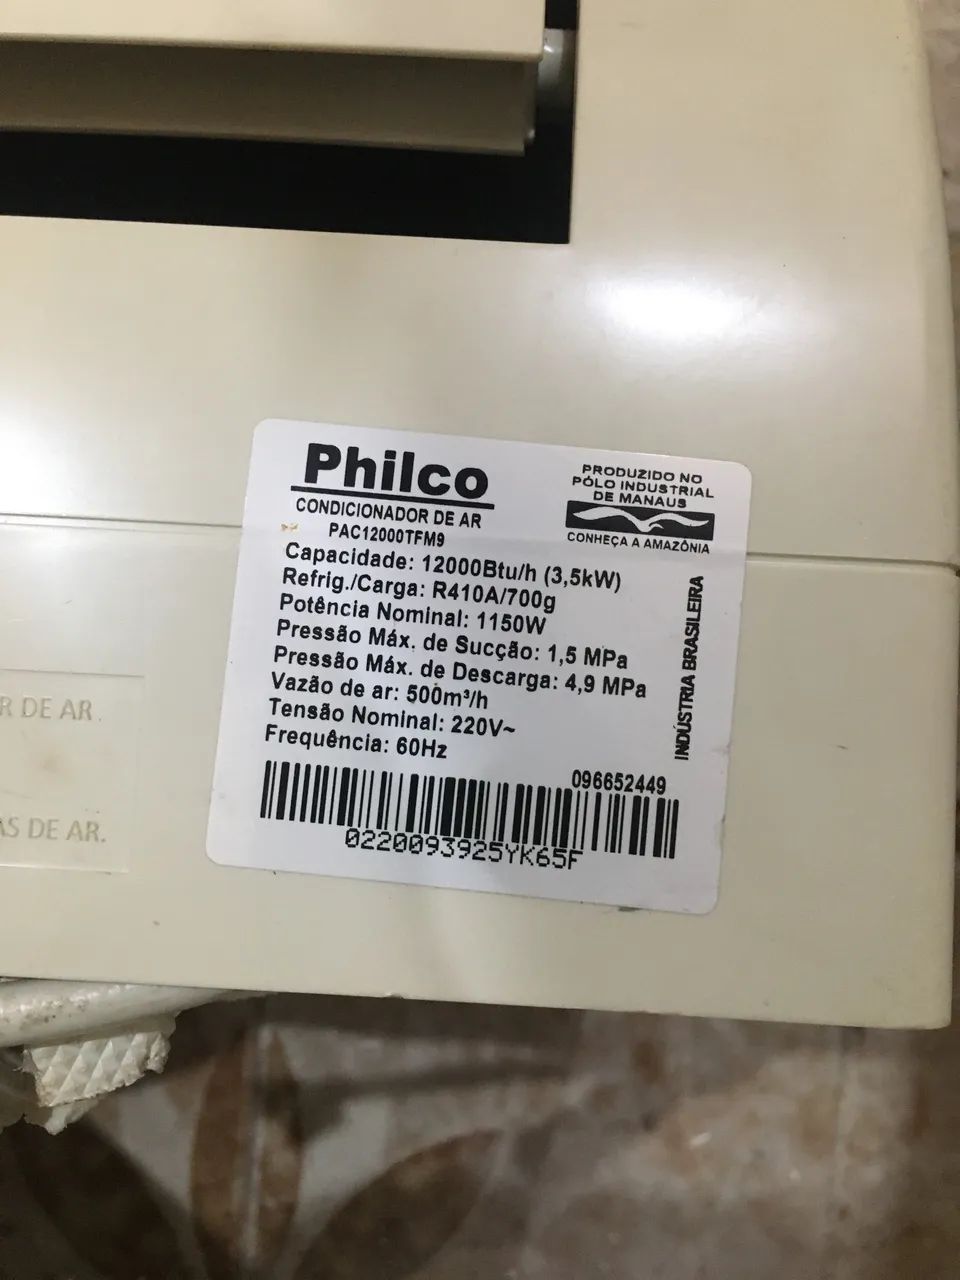 Philco
CONDICIONADOR DE AR
PAC12000TFM9
PRODUZIDO NO
PÓLO INDUSTRIAL
DE MANAUS
CONHEÇA A AMAZÔNIA
Capacidade: 12000Btu/h (3,5kW)
Refrig./Carga: R410A/700g
Potência Nominal: 1150W
Pressão Máx. de Sucção: 1,5 MPa
Pressão Máx. de Descarga: 4,9 MPa
Vazão de ar: 500m³/h
Tensão Nominal: 220V~
Frequência: 60Hz
INDÚSTRIA BRASILEIRA
096652449
0220093925YK65F
R DE AR.
AS DE AR.